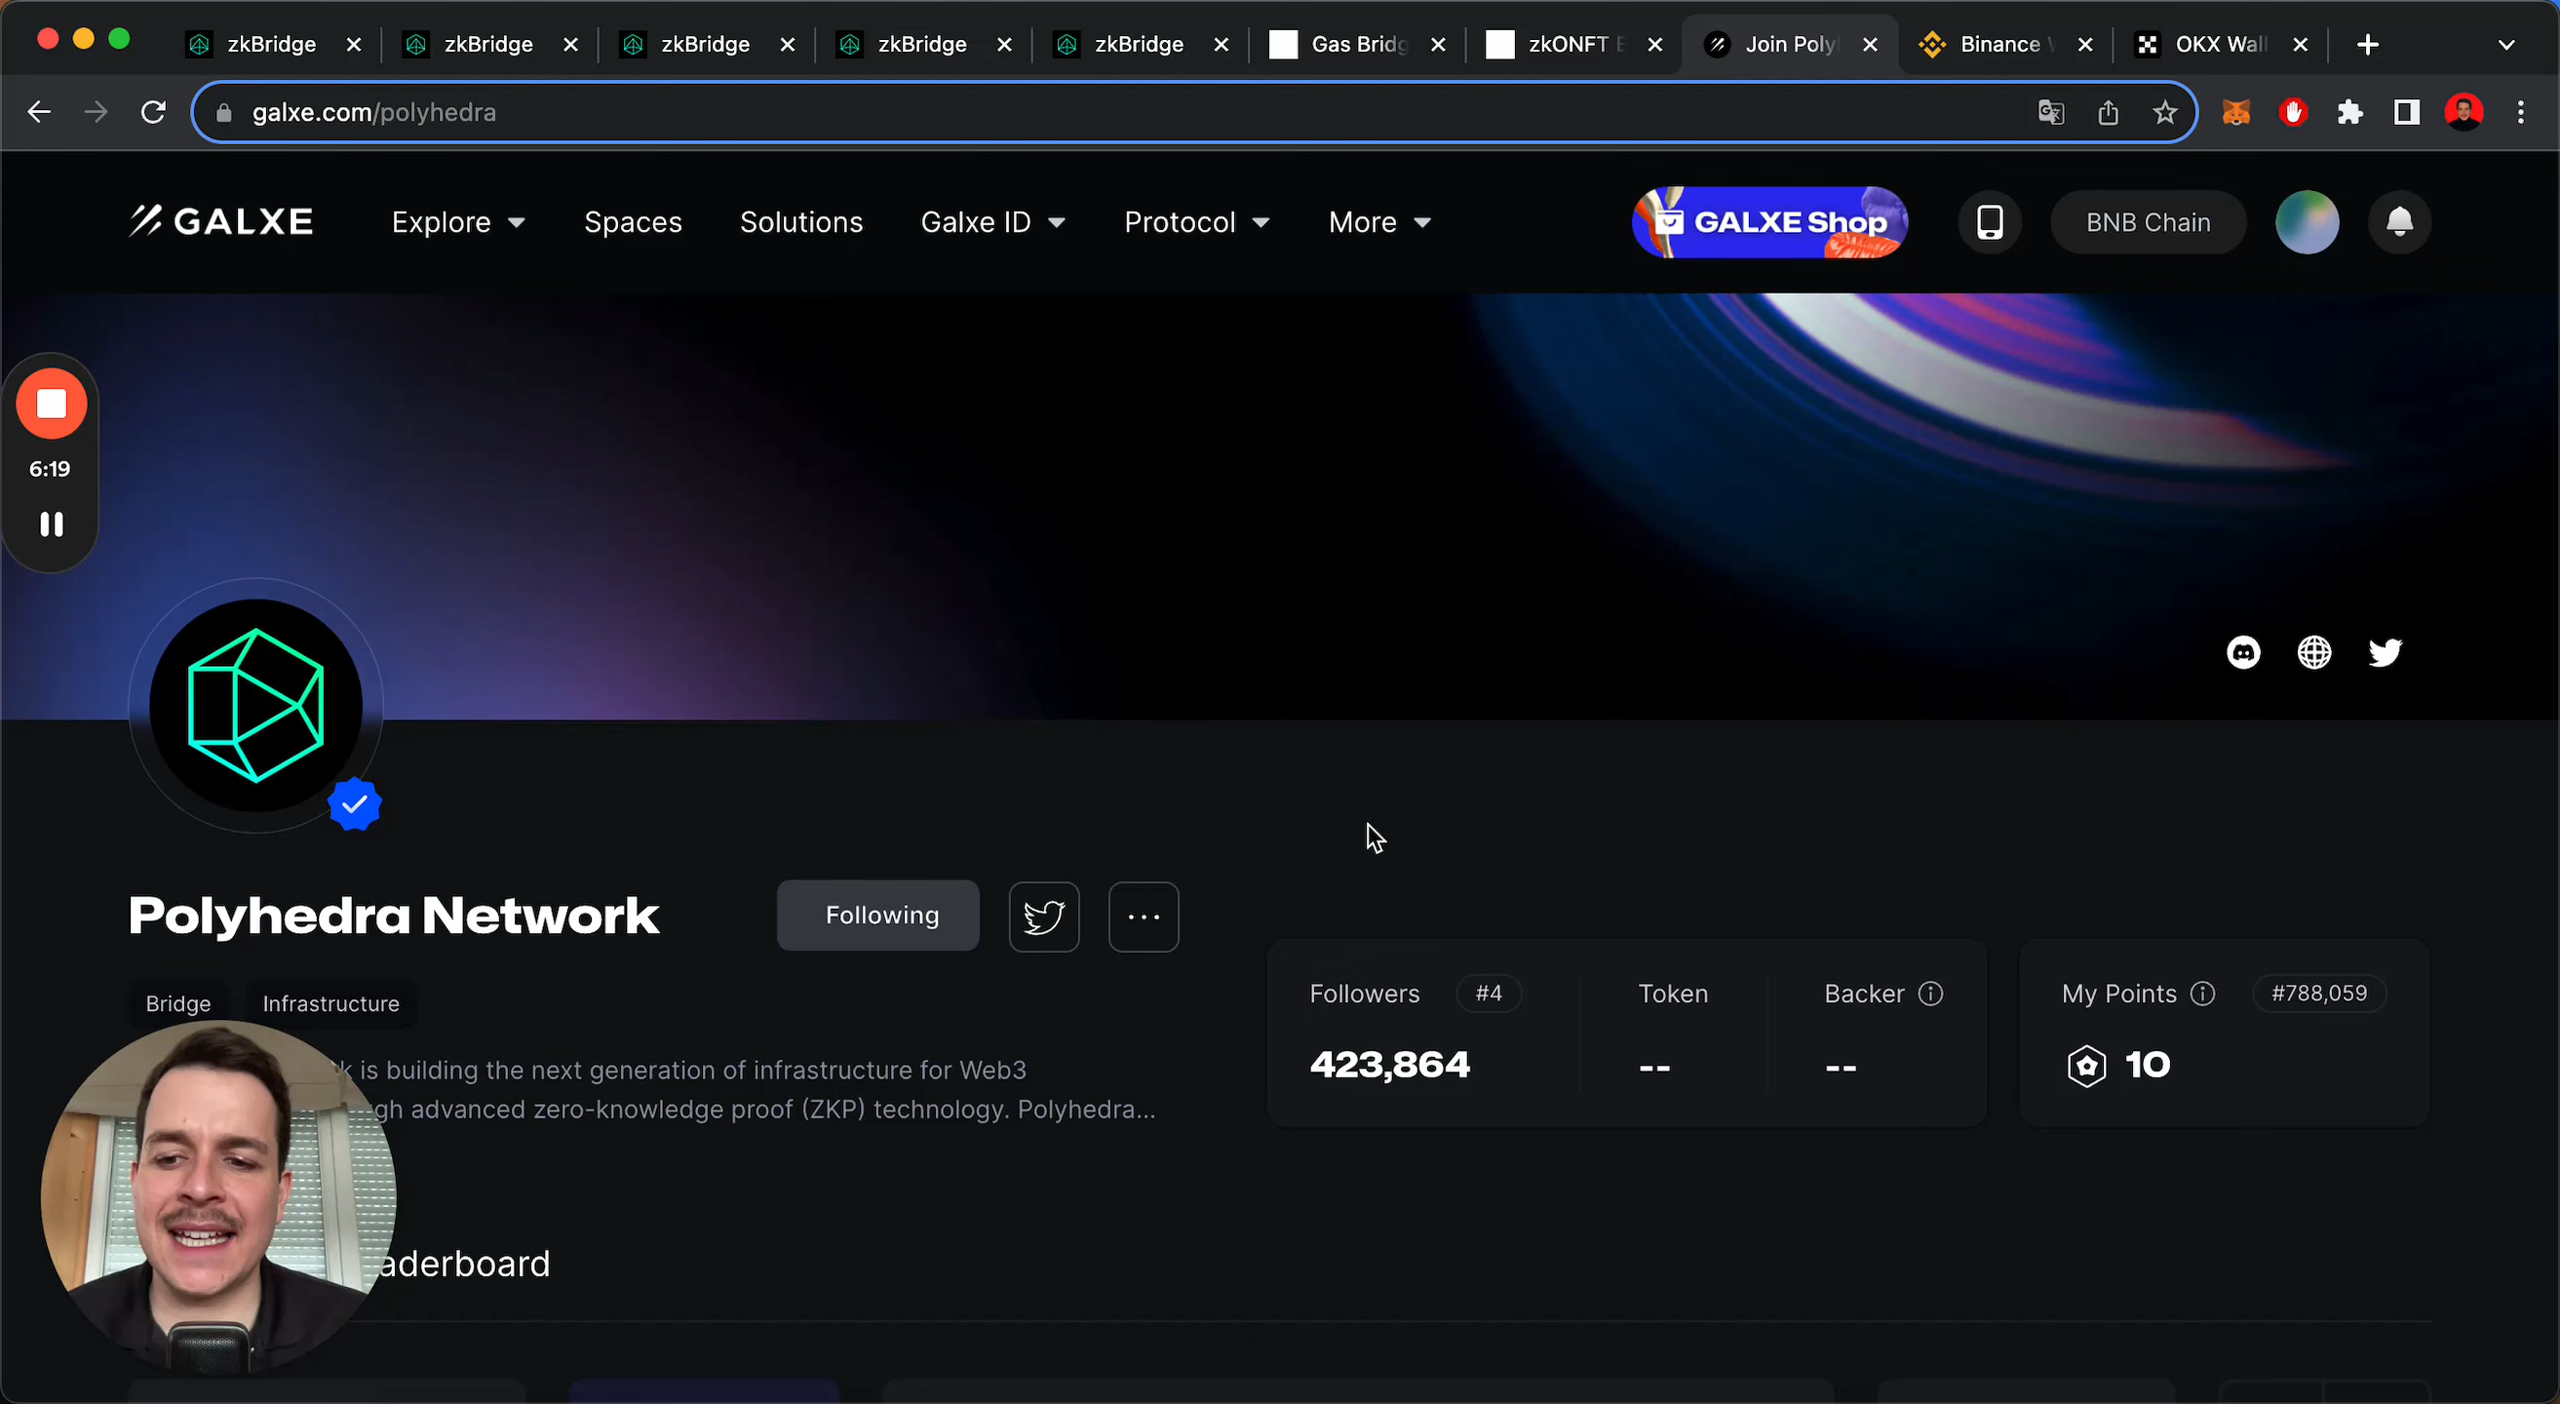 zkBridge
zkBridge
zkBridge
zkBridge
zkBridge
Gas Bridg
zkONFT
Join Poly
Binance
OKX Wal
galxe.com/polyhedra
GALXE
Explore
Spaces
Solutions
Galxe ID
Protocol
More
GALXE Shop
BNB Chain
6:19
Polyhedra Network
Following
Bridge
Infrastructure
k is building the next generation of infrastructure for Web3
gh advanced zero-knowledge proof (ZKP) technology. Polyhedra...
Followers #4
423,864
Token
--
Backer
--
My Points #788,059
10
aderboard